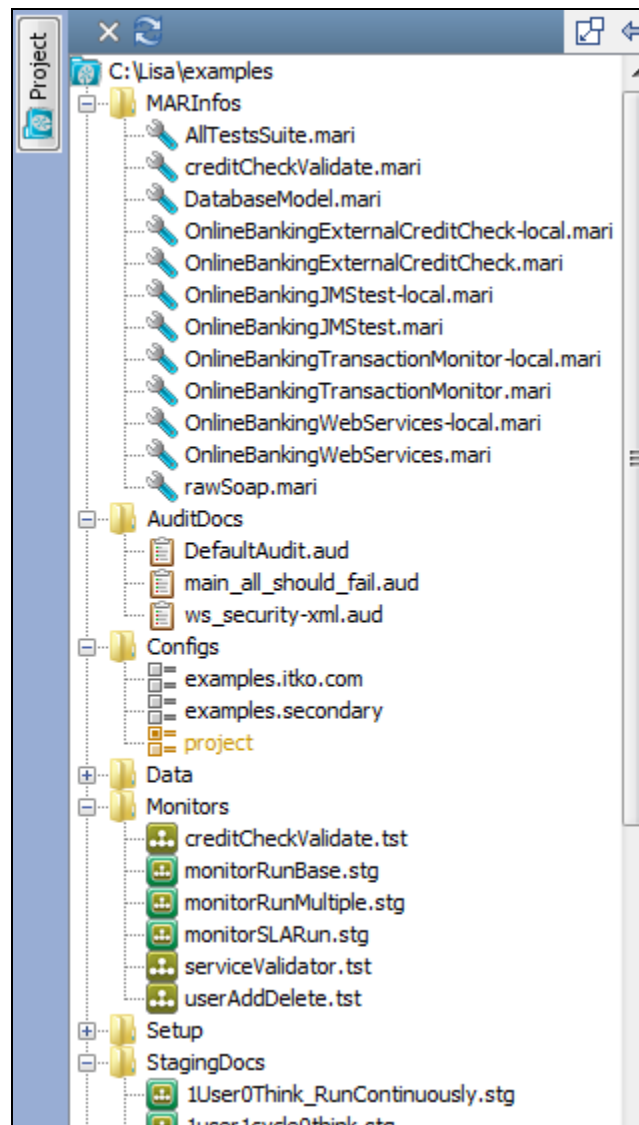 Project
C:\Lisa\examples
MARInfos
AllTestsSuite.mari
creditCheckValidate.mari
DatabaseModel.mari
OnlineBankingExternalCreditCheck-local.mari
OnlineBankingExternalCreditCheck.mari
OnlineBankingJMStest-local.mari
OnlineBankingJMStest.mari
OnlineBankingTransactionMonitor-local.mari
OnlineBankingTransactionMonitor.mari
OnlineBankingWebServices-local.mari
OnlineBankingWebServices.mari
rawSoap.mari
AuditDocs
DefaultAudit.aud
main_all_should_fail.aud
ws_security-xml.aud
Configs
examples.itko.com
examples.secondary
project
Data
Monitors
creditCheckValidate.tst
monitorRunBase.stg
monitorRunMultiple.stg
monitorSLARun.stg
serviceValidator.tst
userAddDelete.tst
Setup
StagingDocs
1User0Think_RunContinuously.stg
1user1cycle0think.stg